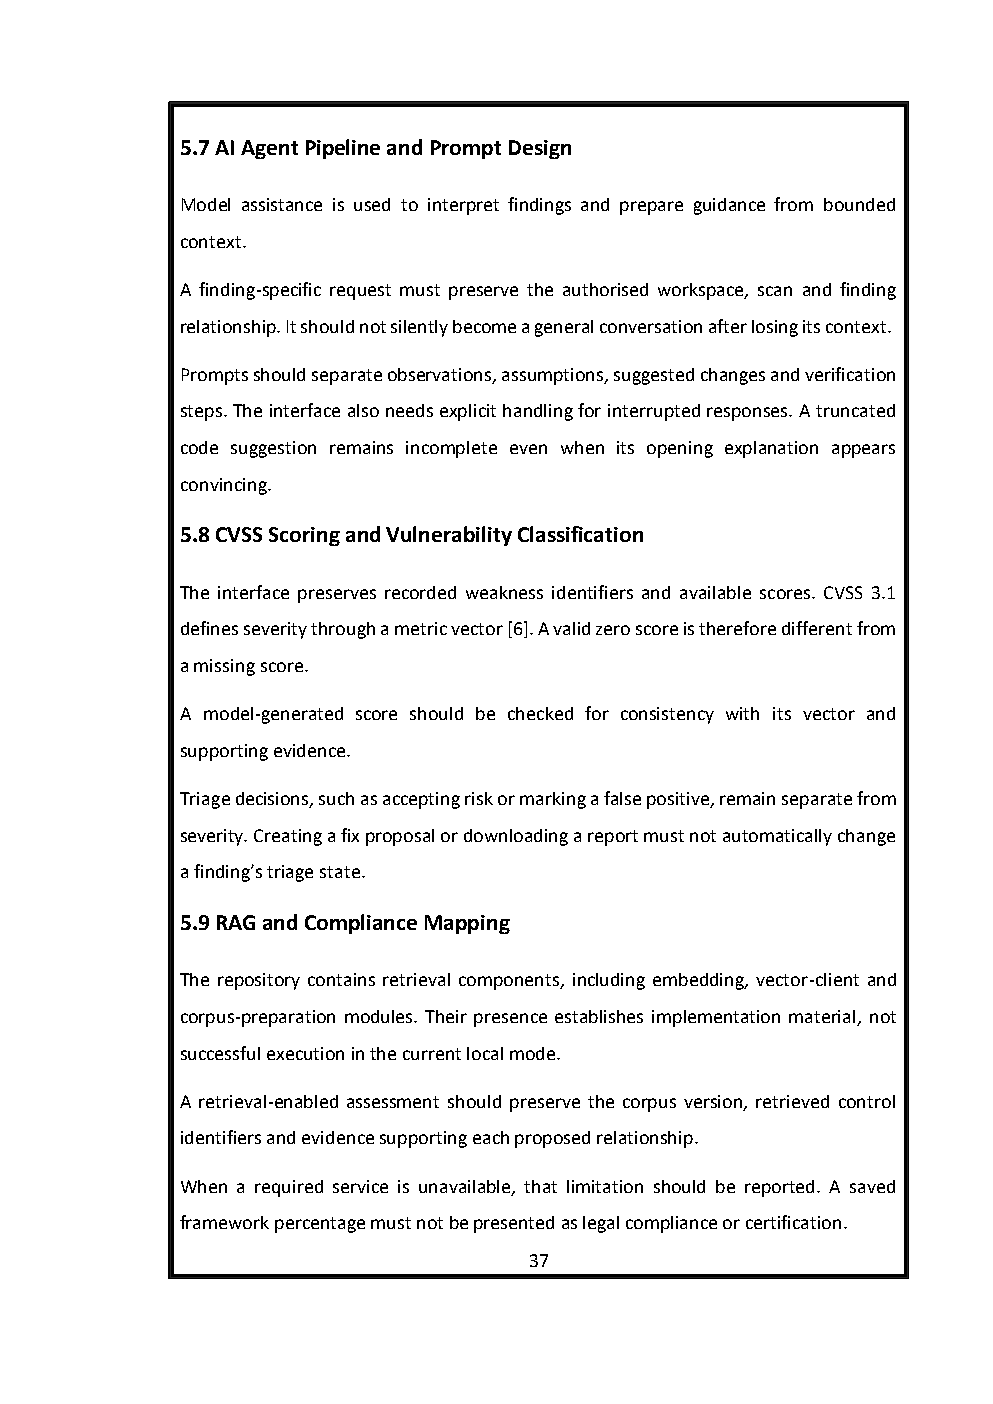 5.7 AI Agent Pipeline and Prompt Design
Model assistance is used to interpret findings and prepare guidance from bounded
context.
A finding-specific request must preserve the authorised workspace, scan and finding
relationship. It should not silently become a general conversation after losing its context.
Prompts should separate observations, assumptions, suggested changes and verification
steps. The interface also needs explicit handling for interrupted responses. A truncated
code suggestion remains incomplete even when its opening explanation appears
convincing.
5.8 CVSS Scoring and Vulnerability Classification
The interface preserves recorded weakness identifiers and available scores. CVSS 3.1
defines severity through a metric vector [6]. A valid zero score is therefore different from
a missing score.
A model-generated score should be checked for consistency with its vector and
supporting evidence.
Triage decisions, such as accepting risk or marking a false positive, remain separate from
severity. Creating a fix proposal or downloading a report must not automatically change
a finding’s triage state.
5.9 RAG and Compliance Mapping
The repository contains retrieval components, including embedding, vector-client and
corpus-preparation modules. Their presence establishes implementation material, not
successful execution in the current local mode.
A retrieval-enabled assessment should preserve the corpus version, retrieved control
identifiers and evidence supporting each proposed relationship.
When a required service is unavailable, that limitation should be reported. A saved
framework percentage must not be presented as legal compliance or certification.
37